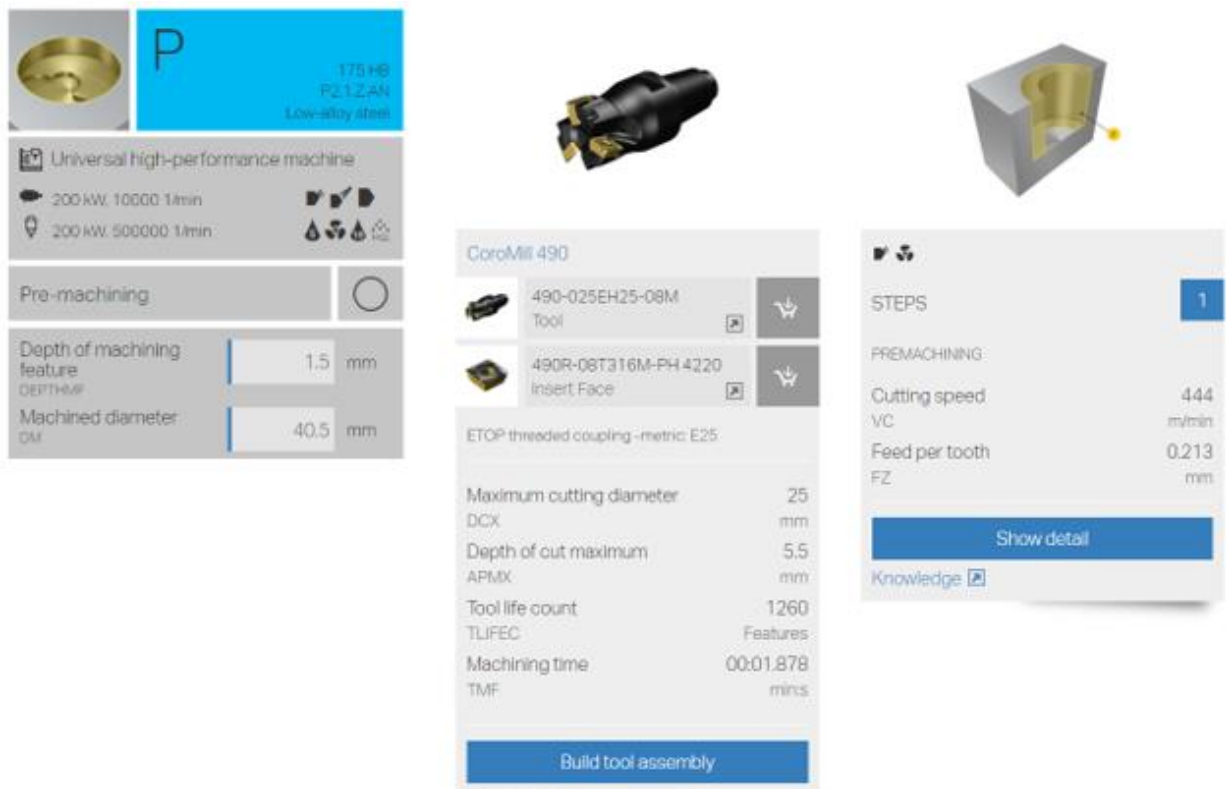 P
175 HB
P2.1.Z.AN
Low-alloy steel
Universal high-performance machine
200 kW. 10000 1/min
200 kW. 500000 1/min
Pre-machining
Depth of machining feature
DEPTHMF
1.5 mm
Machined diameter
DM
40.5 mm
CoroMill 490
490-025EH25-08M
Tool
490R-08T316M-PH 4220
Insert Face
ETOP threaded coupling -metric: E25
Maximum cutting diameter 25
DCX mm
Depth of cut maximum 5.5
APMX mm
Tool life count 1260
TLIFEC Features
Machining time 00:01.878
TMF min:s
Build tool assembly
STEPS 1
PREMACHINING
Cutting speed 444
VC m/min
Feed per tooth 0.213
FZ mm
Show detail
Knowledge